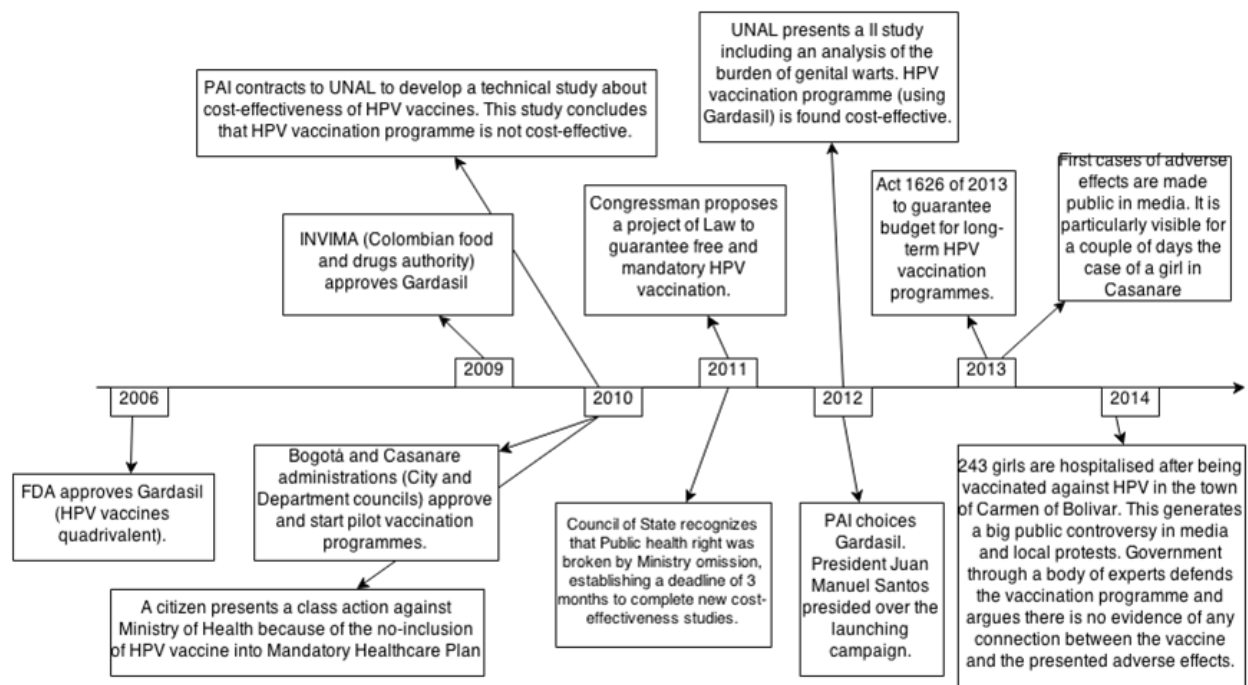 UNAL presents a II study
including an analysis of the
burden of genital warts. HPV
vaccination programme (using
Gardasil) is found cost-effective.
PAI contracts to UNAL to develop a technical study about
cost-effectiveness of HPV vaccines. This study concludes
that HPV vaccination programme is not cost-effective.
First cases of adverse
effects are made
public in media. It is
particularly visible for
a couple of days the
case of a girl in
Casanare
Act 1626 of 2013
to guarantee
budget for long-
term HPV
vaccination
programmes.
Congressman proposes
a project of Law to
guarantee free and
mandatory HPV
vaccination.
INVIMA (Colombian food
and drugs authority)
approves Gardasil
2009
2011
2013
2006
2010
2012
2014
FDA approves Gardasil
(HPV vaccines
quadrivalent).
Bogotá and Casanare
administrations (City and
Department councils) approve
and start pilot vaccination
programmes.
A citizen presents a class action against
Ministry of Health because of the no-inclusion
of HPV vaccine into Mandatory Healthcare Plan
Council of State recognizes
that Public health right was
broken by Ministry omission,
establishing a deadline of 3
months to complete new cost-
effectiveness studies.
PAI choices
Gardasil.
President Juan
Manuel Santos
presided over the
launching
campaign.
243 girls are hospitalised after being
vaccinated against HPV in the town
of Carmen of Bolivar. This generates
a big public controversy in media
and local protests. Government
through a body of experts defends
the vaccination programme and
argues there is no evidence of any
connection between the vaccine
and the presented adverse effects.